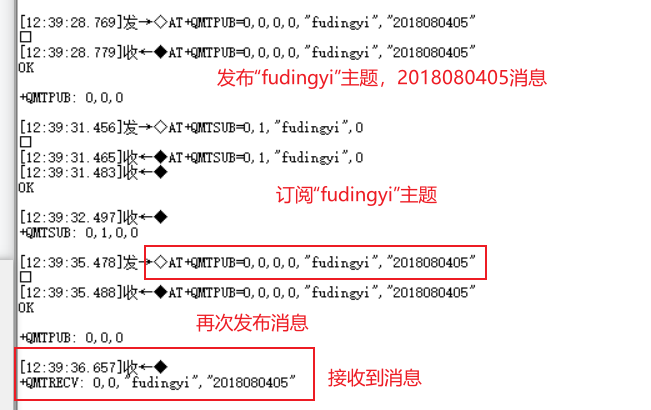 [12:39:28.769]发→◇AT+QMTPUB=0,0,0,0,"fudingyi","2018080405"
□
[12:39:28.779]收←◆AT+QMTPUB=0,0,0,0,"fudingyi","2018080405"
OK
发布“fudingyi”主题，2018080405消息
+QMTPUB: 0,0,0
[12:39:31.456]发→◇AT+QMTSUB=0,1,"fudingyi",0
□
[12:39:31.465]收←◆AT+QMTSUB=0,1,"fudingyi",0
[12:39:31.483]收←◆
OK
订阅“fudingyi”主题
[12:39:32.497]收←◆
+QMTSUB: 0,1,0,0
[12:39:35.478]发→◇AT+QMTPUB=0,0,0,0,"fudingyi","2018080405"
□
[12:39:35.488]收←◆AT+QMTPUB=0,0,0,0,"fudingyi","2018080405"
OK
再次发布消息
+QMTPUB: 0,0,0
[12:39:36.657]收←◆
+QMTRECV: 0,0,"fudingyi","2018080405"
接收到消息